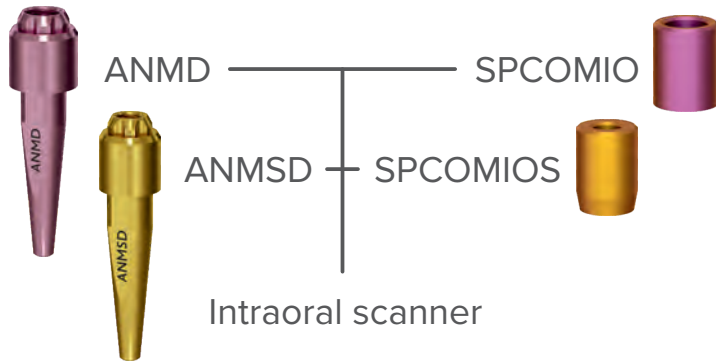 ANMD SPCOMIO
ANMD
ANMSD SPCOMIOS
ANMSD
Intraoral scanner